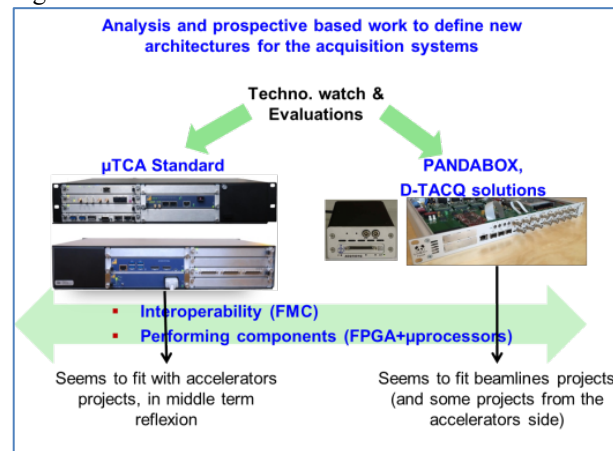 Analysis and prospective based work to define new
architectures for the acquisition systems
Techno. watch &
Evaluations
µTCA Standard
PANDABOX,
D-TACQ solutions
▪ Interoperability (FMC)
▪ Performing components (FPGA+µprocessors)
Seems to fit with accelerators
projects, in middle term
reflexion
Seems to fit beamlines projects
(and some projects from the
accelerators side)